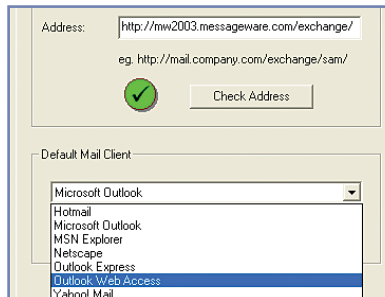 Address: http://mw2003.messageware.com/exchange/
eg. http://mail.company.com/exchange/sam/
Check Address
Default Mail Client
Microsoft Outlook
Hotmail
Microsoft Outlook
MSN Explorer
Netscape
Outlook Express
Outlook Web Access
Yahoo! Mail